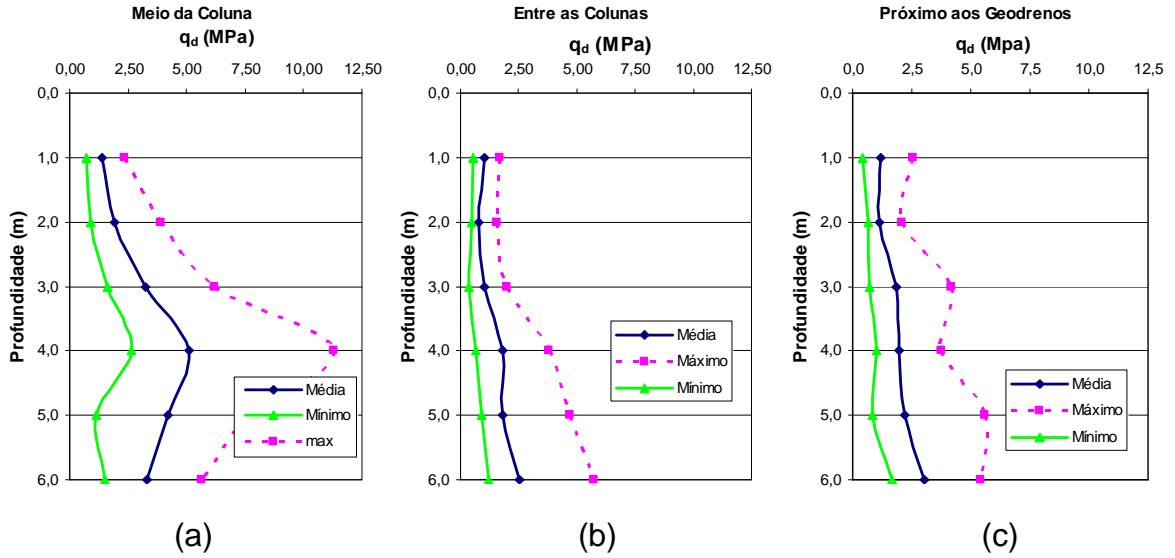 Meio da Coluna
q_d (MPa)
0,00 2,50 5,00 7,50 10,00 12,50
0,0
1,0
2,0
3,0
4,0
5,0
6,0
Profundidade (m)
Média
Mínimo
max
(a)
Entre as Colunas
q_d (MPa)
0,00 2,50 5,00 7,50 10,00 12,50
0,0
1,0
2,0
3,0
4,0
5,0
6,0
Profundidade (m)
Média
Máximo
Mínimo
(b)
Próximo aos Geodrenos
q_d (Mpa)
0,0 2,5 5,0 7,5 10,0 12,5
0,0
1,0
2,0
3,0
4,0
5,0
6,0
Profundidade (m)
Média
Máximo
Mínimo
(c)